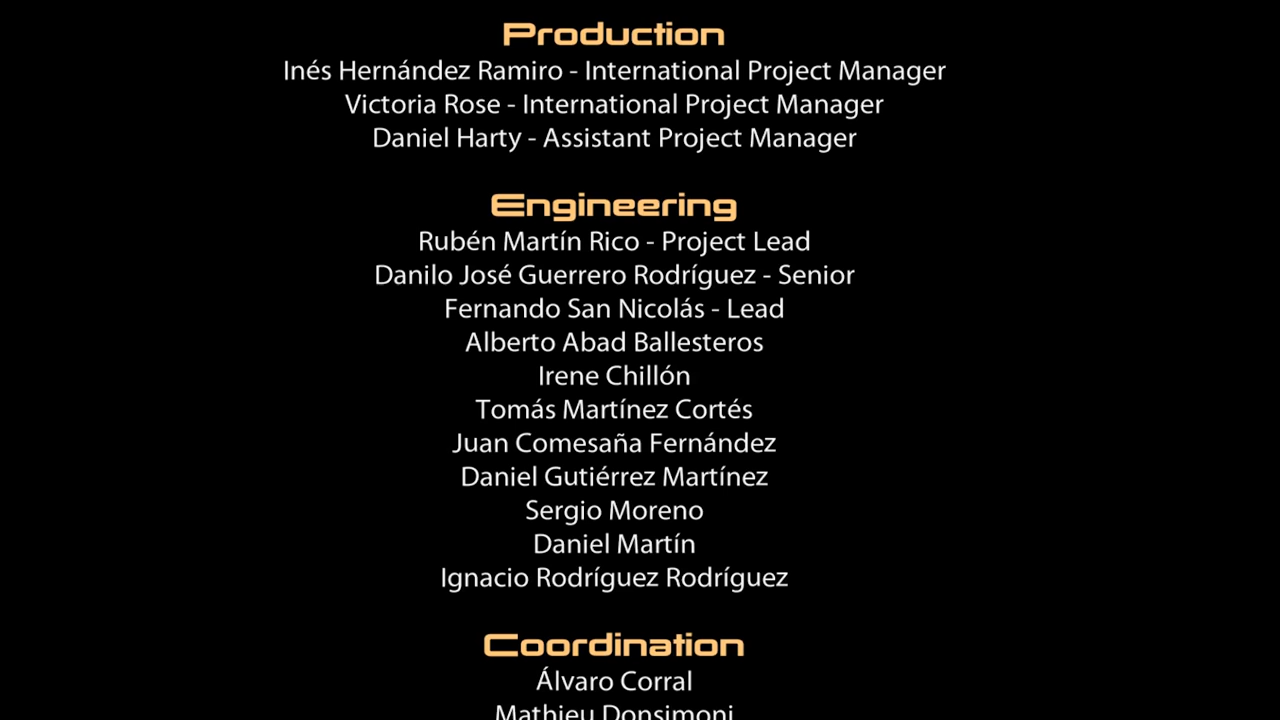 Production
Inés Hernández Ramiro - International Project Manager
Victoria Rose - International Project Manager
Daniel Harty - Assistant Project Manager
Engineering
Rubén Martín Rico - Project Lead
Danilo José Guerrero Rodríguez - Senior
Fernando San Nicolás - Lead
Alberto Abad Ballesteros
Irene Chillón
Tomás Martínez Cortés
Juan Comesaña Fernández
Daniel Gutiérrez Martínez
Sergio Moreno
Daniel Martín
Ignacio Rodríguez Rodríguez
Coordination
Álvaro Corral
Mathieu Donsimoni